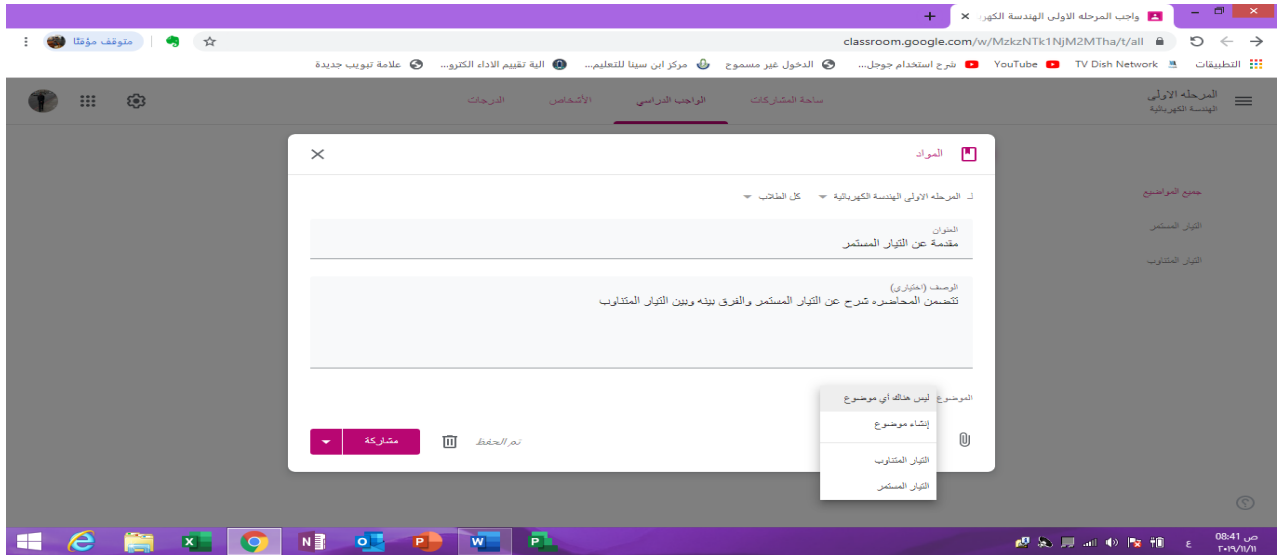 واجب المرحله الاولى الهندسة الكهر
متوقف مؤقتًا
classroom.google.com/w/MzkzNTk1NjM2MTha/t/all
التطبيقات
TV Dish Network
YouTube
شرح استخدام جوجل...
الدخول غير مسموح
مركز ابن سينا للتعليم...
الية تقييم الاداء الكترو...
علامة تبويب جديدة
المرحله الاولى
الهندسة الكهربائية
ساحة المشاركات
الواجب الدراسي
الأشخاص
الدرجات
جميع المواضيع
التيار المستمر
التيار المتناوب
المواد
لـ المرحله الاولى الهندسة الكهربائية كل الطلاب
العنوان
مقدمة عن التيار المستمر
الوصف (اختياري)
تتضمن المحاضره شرح عن التيار المستمر والفرق بينه وبين التيار المتناوب
الموضوع ليس هناك أي موضوع
إنشاء موضوع
التيار المتناوب
التيار المستمر
تم الحفظ
مشاركة
ع
08:41 ص
٢٠١٩/١١/١١